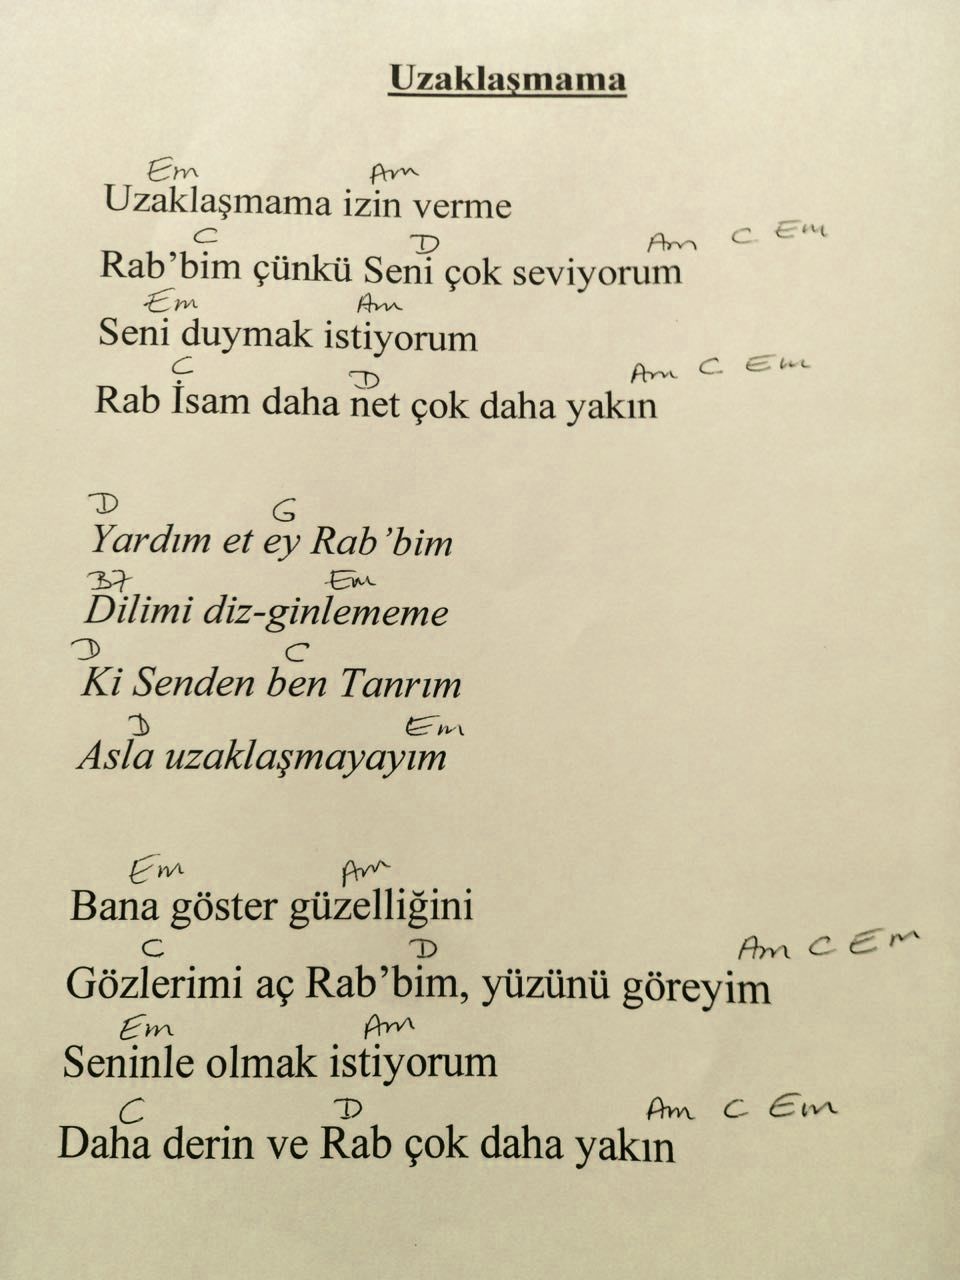 Uzaklaşmama
Em Am
Uzaklaşmama izin verme
C D Am C Em
Rab'bim çünkü Seni çok seviyorum
Em Am
Seni duymak istiyorum
C D Am C Em
Rab İsam daha net çok daha yakın
D G
Yardım et ey Rab'bim
B7 Em
Dilimi diz-ginlememe
D C
Ki Senden ben Tanrım
D Em
Asla uzaklaşmayayım
Em Am
Bana göster güzelliğini
C D Am C Em
Gözlerimi aç Rab'bim, yüzünü göreyim
Em Am
Seninle olmak istiyorum
C D Am C Em
Daha derin ve Rab çok daha yakın